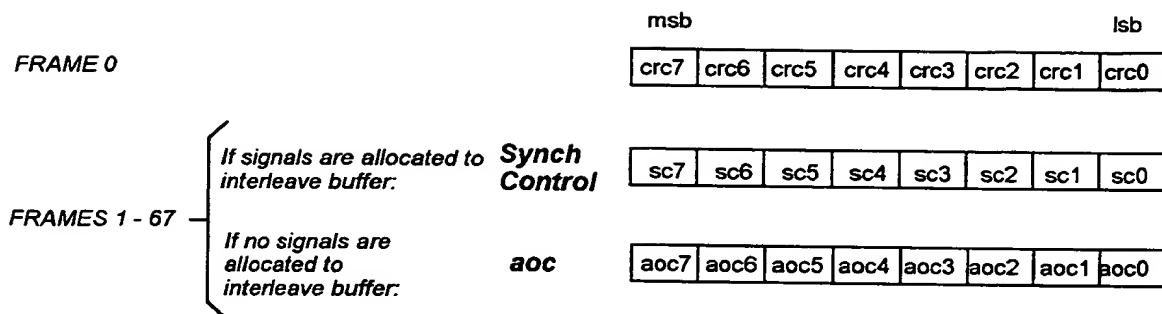 msb lsb
FRAME 0 crc7 crc6 crc5 crc4 crc3 crc2 crc1 crc0
If signals are allocated to Synch
interleave buffer: Control sc7 sc6 sc5 sc4 sc3 sc2 sc1 sc0
FRAMES 1 - 67
If no signals are
allocated to aoc aoc7 aoc6 aoc5 aoc4 aoc3 aoc2 aoc1 aoc0
interleave buffer: